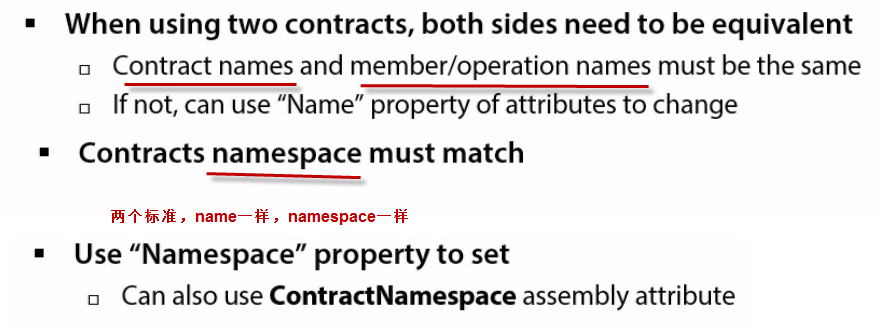 ▪ When using two contracts, both sides need to be equivalent
▫ Contract names and member/operation names must be the same
▫ If not, can use “Name” property of attributes to change
▪ Contracts namespace must match
两个标准，name一样，namespace一样
▪ Use “Namespace” property to set
▫ Can also use ContractNamespace assembly attribute